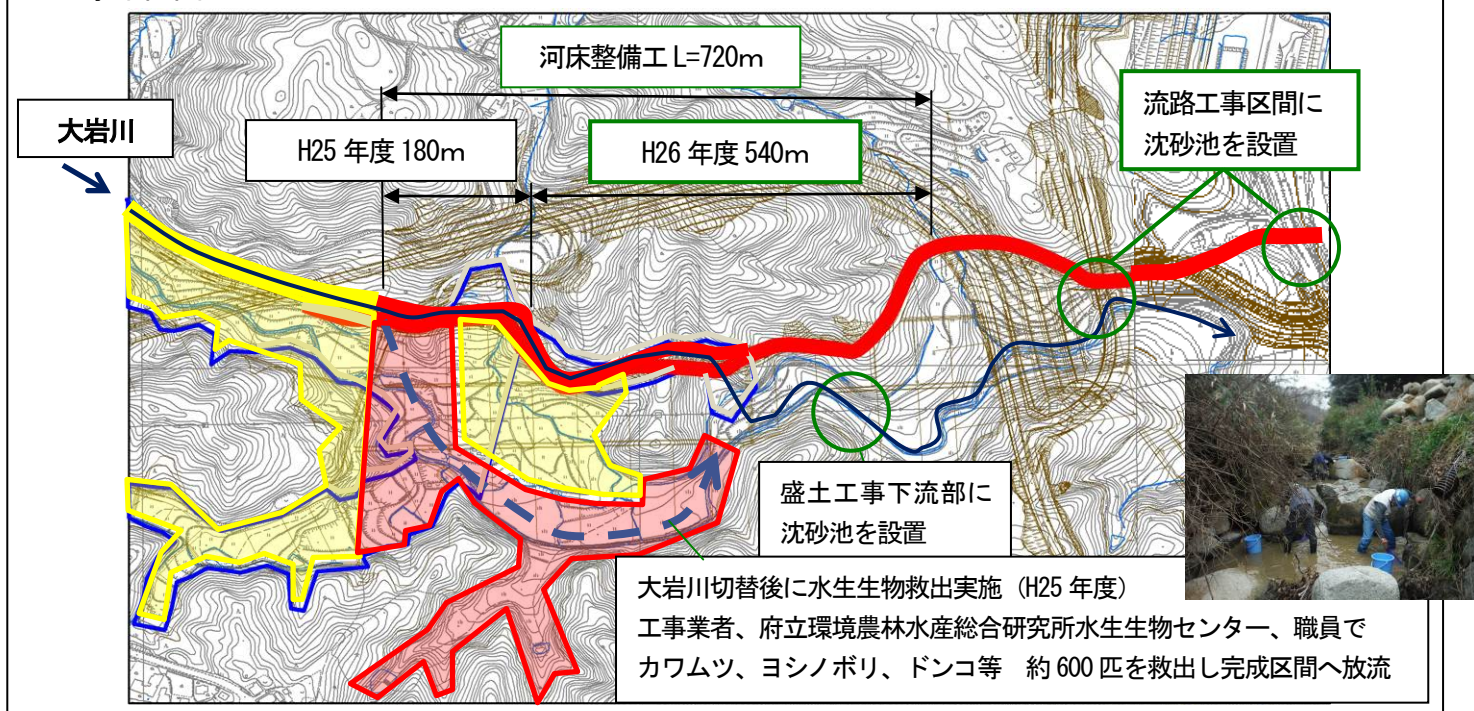 河床整備工 L=720m
大岩川
H25 年度 180m
H26 年度 540m
流路工事区間に
沈砂池を設置
盛土工事下流部に
沈砂池を設置
大岩川切替後に水生生物救出実施（H25 年度）
工事業者、府立環境農林水産総合研究所水生生物センター、職員で
カワムツ、ヨシノボリ、ドンコ等　約 600 匹を救出し完成区間へ放流